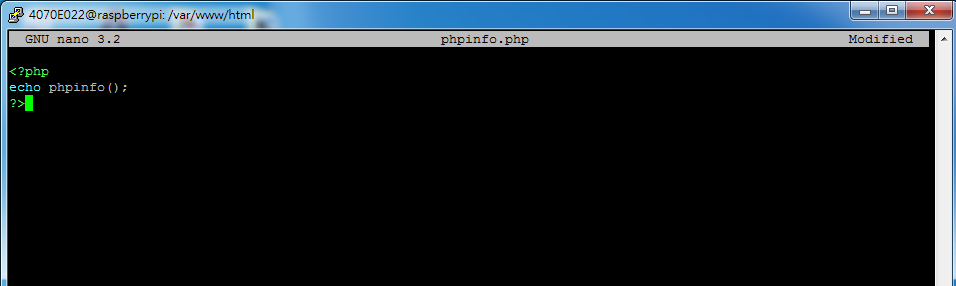 4070E022@raspberrypi: /var/www/html
GNU nano 3.2 phpinfo.php Modified
<?php
echo phpinfo();
?>